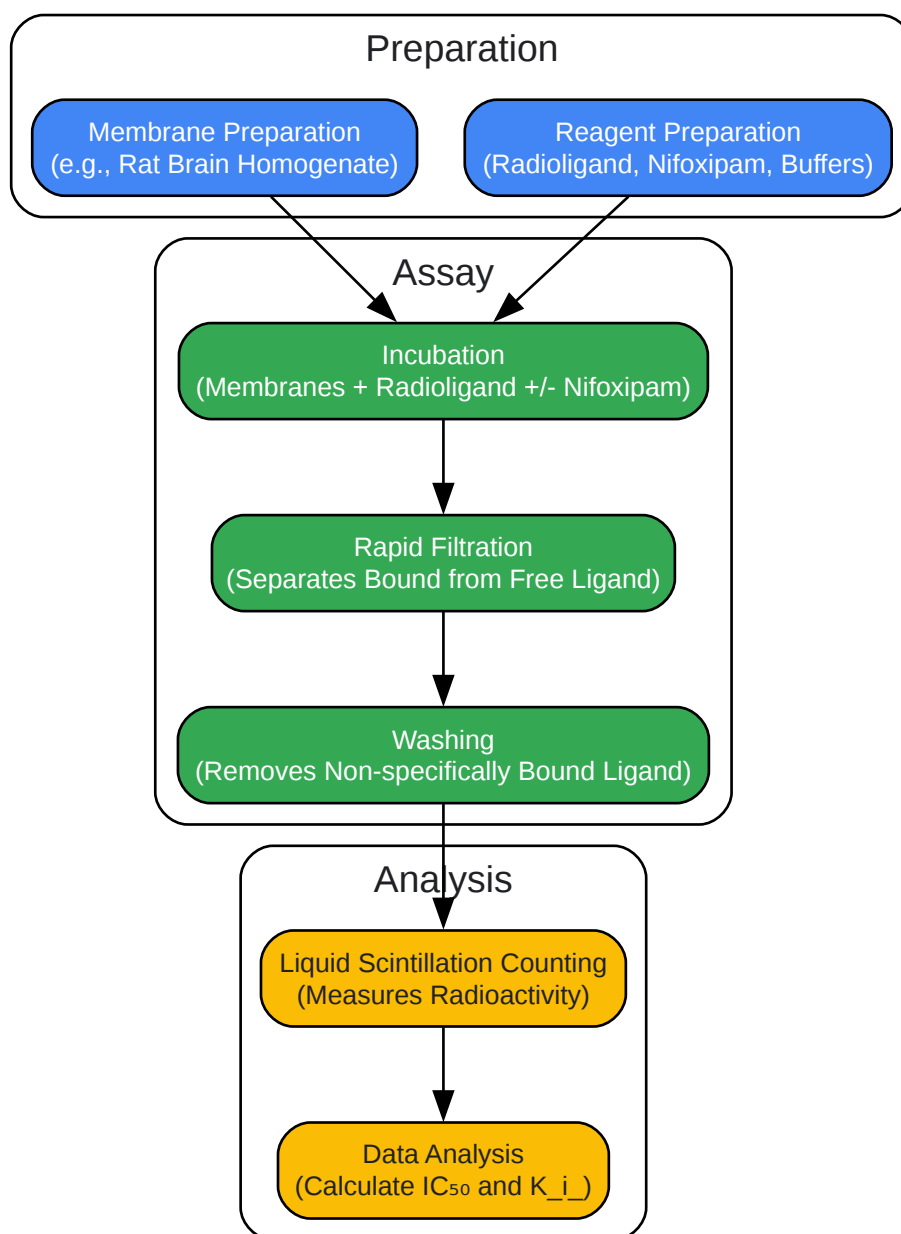 Preparation
Membrane Preparation
(e.g., Rat Brain Homogenate)
Reagent Preparation
(Radioligand, Nifoxipam, Buffers)
Assay
Incubation
(Membranes + Radioligand +/- Nifoxipam)
Rapid Filtration
(Separates Bound from Free Ligand)
Washing
(Removes Non-specifically Bound Ligand)
Analysis
Liquid Scintillation Counting
(Measures Radioactivity)
Data Analysis
(Calculate IC₅₀ and K_i_)